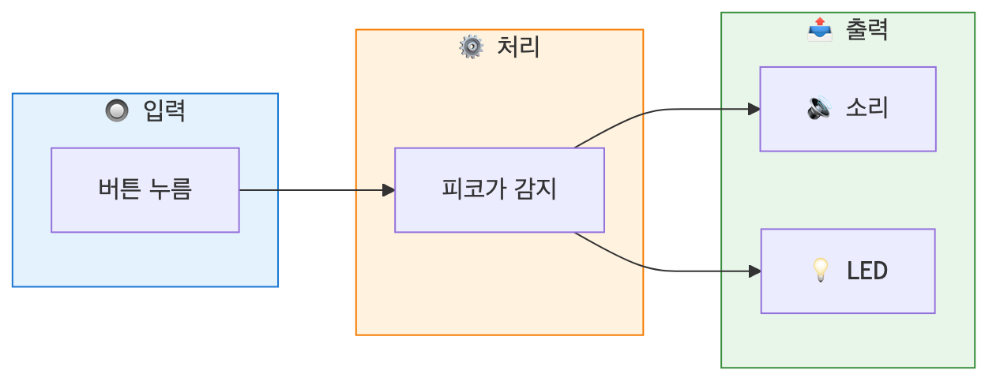 🔘 입력
버튼 누름
⚙️ 처리
피코가 감지
📤 출력
🔊 소리
💡 LED